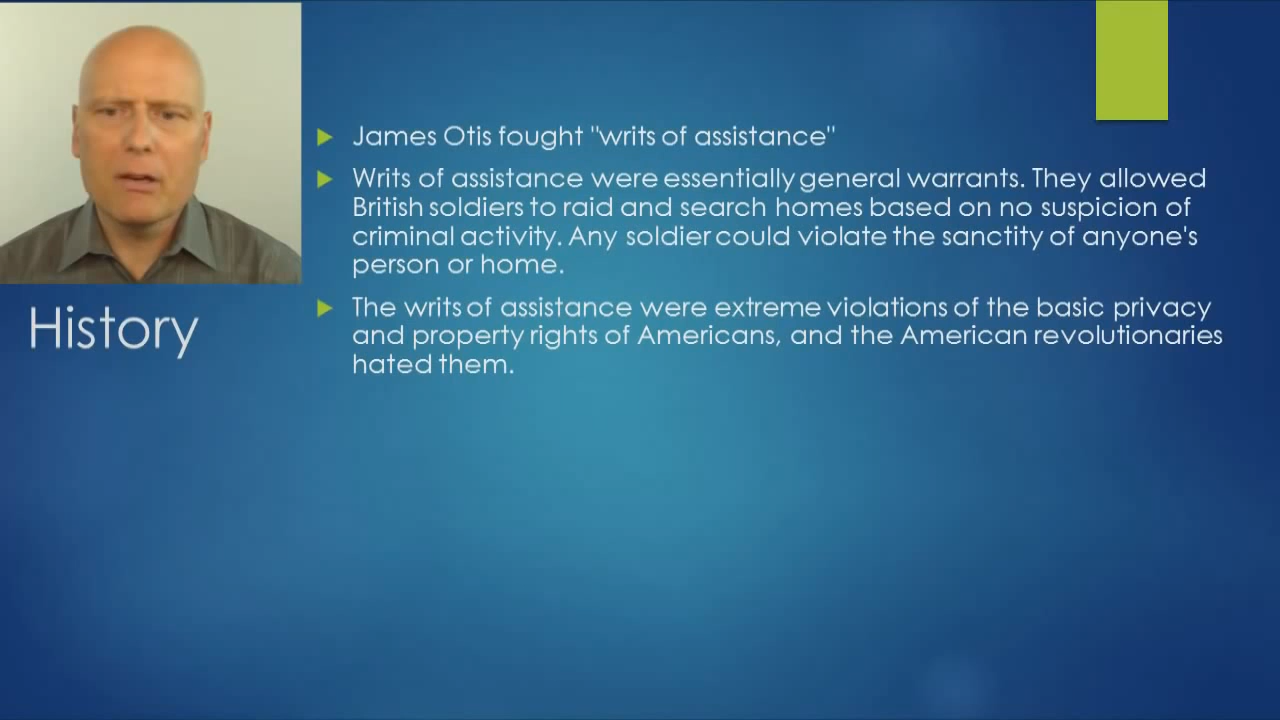 James Otis fought "writs of assistance"
Writs of assistance were essentially general warrants. They allowed
British soldiers to raid and search homes based on no suspicion of
criminal activity. Any soldier could violate the sanctity of anyone's
person or home.
The writs of assistance were extreme violations of the basic privacy
and property rights of Americans, and the American revolutionaries
hated them.
History